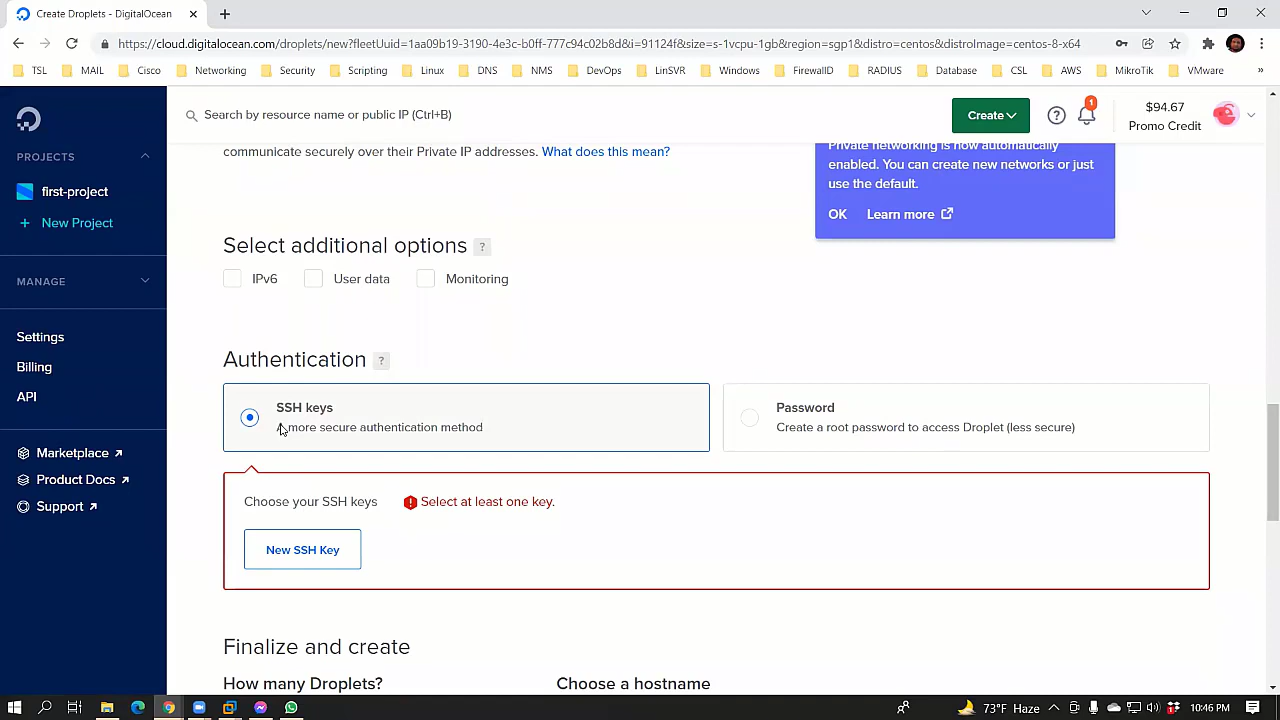 Create Droplets - DigitalOcean
https://cloud.digitalocean.com/droplets/new?fleetUuid=1aa09b19-3190-4e3c-
=s-1vcpu-1gb&region=sgp1&distro=centos&distroImage=centos-8-x64
TSL MAIL Cisco Networking Security Scripting Linux DNS NMS DevOps LinSVR Windows FirewallD RADIUS Database CSL AWS MikroTik VMware »
Search by resource name or public IP (Ctrl+B)
Create
1
$94.67
Promo Credit
PROJECTS
first-project
+ New Project
MANAGE
Settings
Billing
API
Marketplace
Product Docs
Support
communicate securely over their Private IP addresses. What does this mean?
Private networking is now automatically
enabled. You can create new networks or just
use the default.
OK Learn more
Select additional options ?
IPv6 User data Monitoring
Authentication ?
SSH keys
A more secure authentication method
Password
Create a root password to access Droplet (less secure)
Choose your SSH keys ! Select at least one key.
New SSH Key
Finalize and create
How many Droplets? Choose a hostname
73°F Haze 10:46 PM